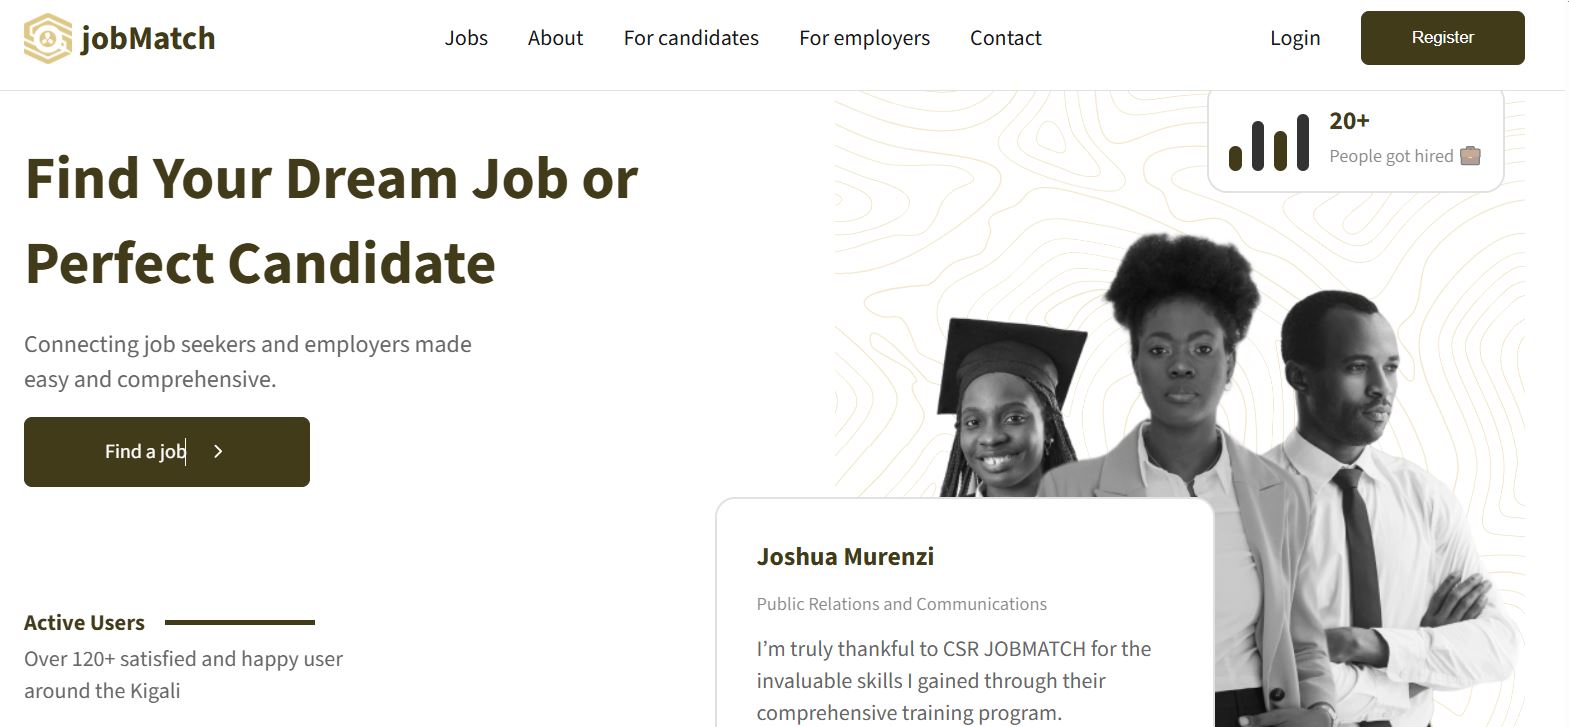 jobMatch
Jobs
About
For candidates
For employers
Contact
Login
Register
Find Your Dream Job or
Perfect Candidate
Connecting job seekers and employers made
easy and comprehensive.
Find a job
20+
People got hired
Active Users
Over 120+ satisfied and happy user
around the Kigali
Joshua Murenzi
Public Relations and Communications
I’m truly thankful to CSR JOBMATCH for the
invaluable skills I gained through their
comprehensive training program.